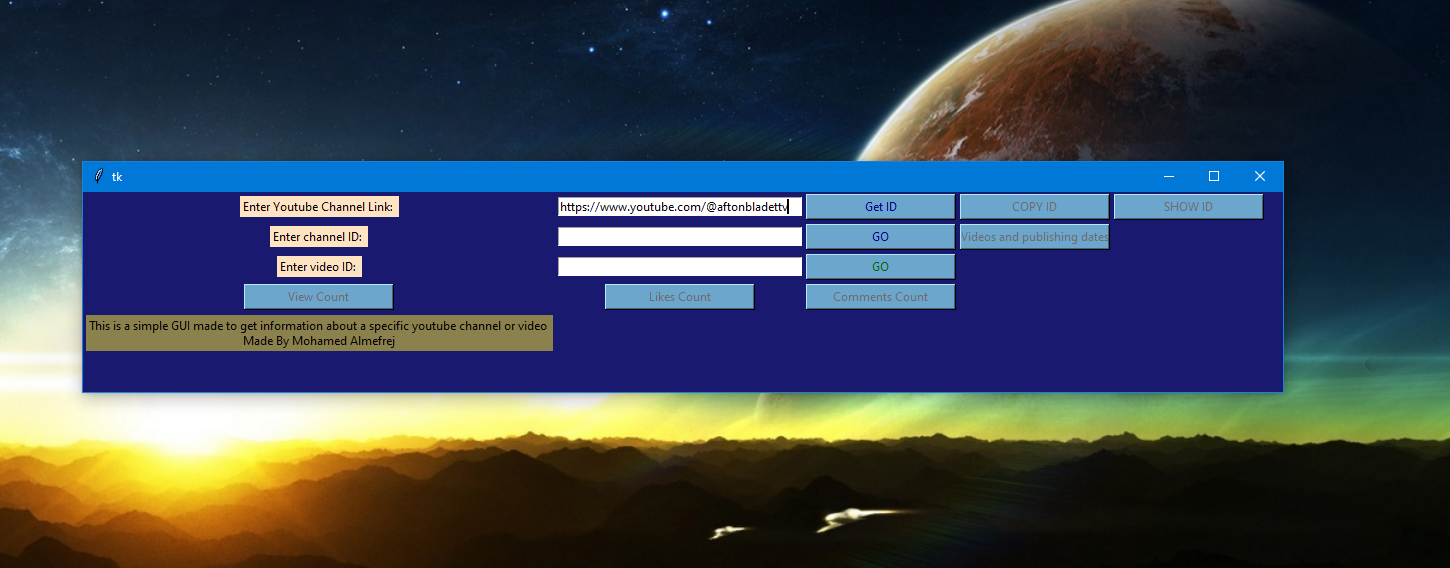 tk
Enter Youtube Channel Link:
https://www.youtube.com/@aftonbladettv
Get ID
COPY ID
SHOW ID
Enter channel ID:
GO
Videos and publishing dates
Enter video ID:
GO
View Count
Likes Count
Comments Count
This is a simple GUI made to get information about a specific youtube channel or video
Made By Mohamed Almefrej